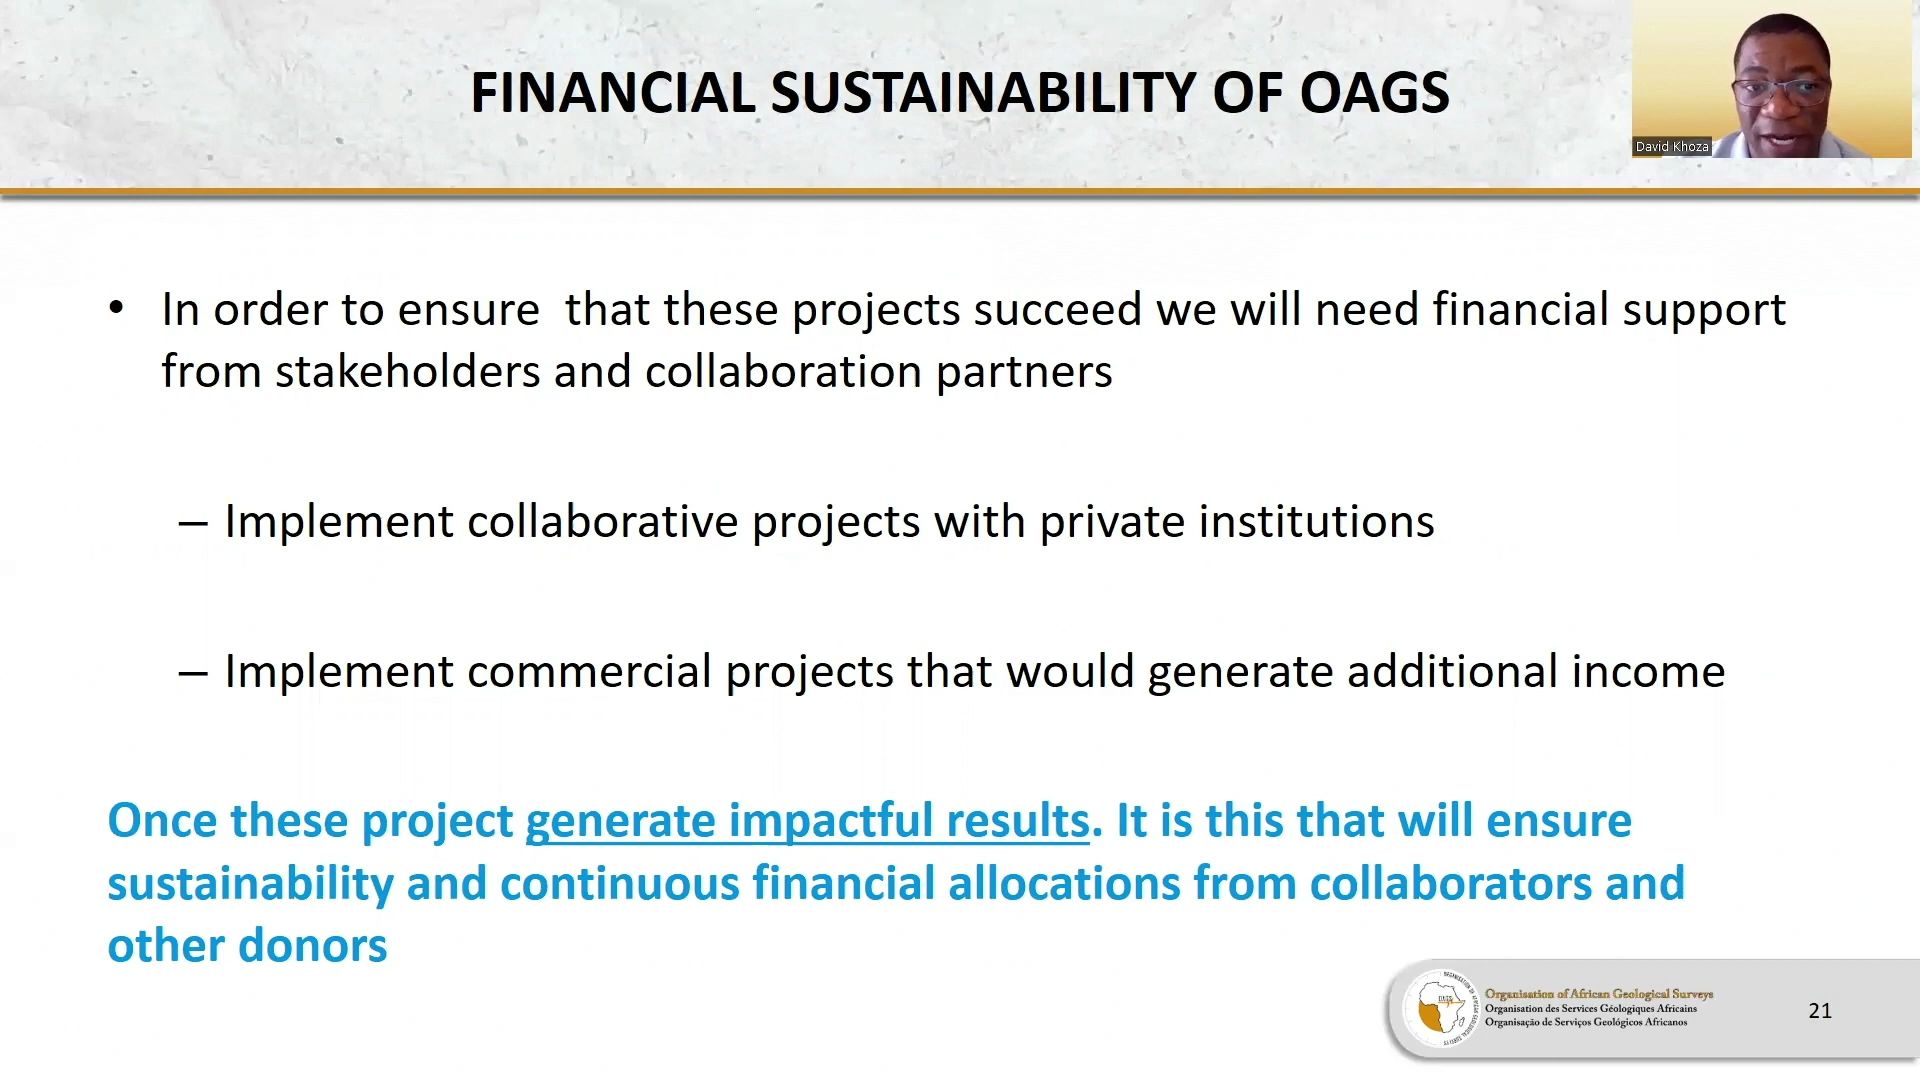 FINANCIAL SUSTAINABILITY OF OAGS
David Khoza
• In order to ensure  that these projects succeed we will need financial support
from stakeholders and collaboration partners
– Implement collaborative projects with private institutions
– Implement commercial projects that would generate additional income
Once these project generate impactful results. It is this that will ensure
sustainability and continuous financial allocations from collaborators and
other donors
Organisation of African Geological Surveys
Organisation des Services Géologiques Africains
Organisação de Serviços Geológicos Africanos
21